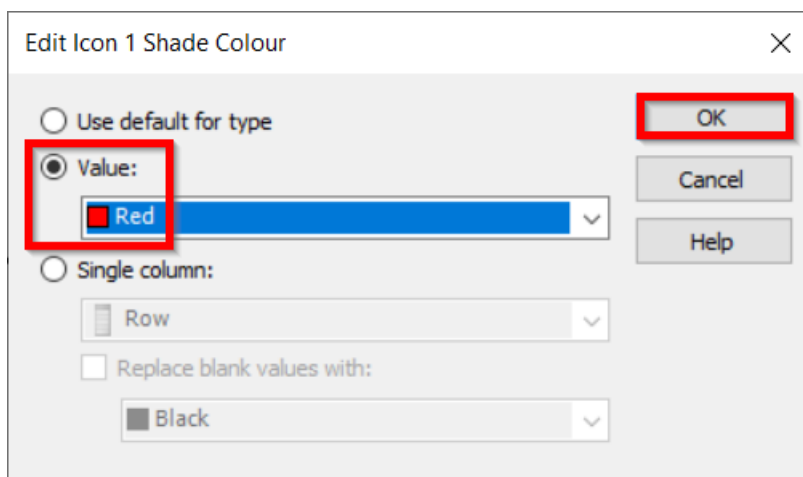 Edit Icon 1 Shade Colour
Use default for type
OK
Value:
Cancel
Red
Help
Single column:
Row
Replace blank values with:
Black